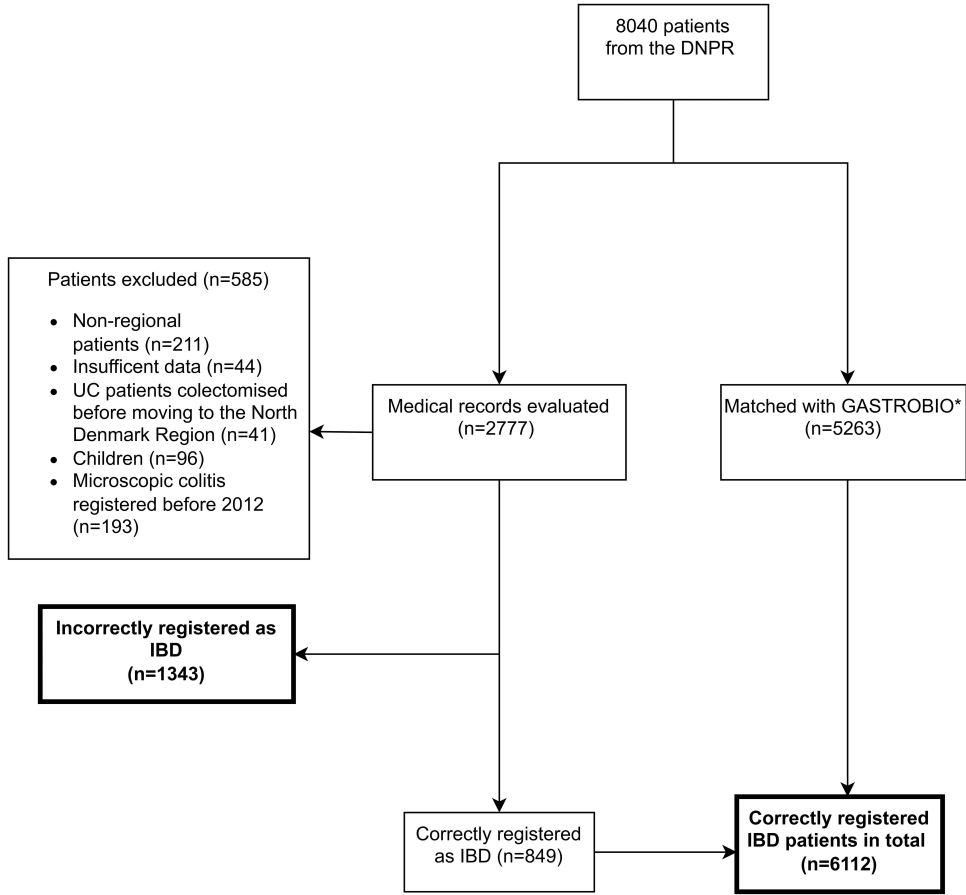 8040 patients
from the DNPR
Patients excluded (n=585)
• Non-regional
patients (n=211)
• Insufficent data (n=44)
• UC patients colectomised
before moving to the North
Denmark Region (n=41)
• Children (n=96)
• Microscopic colitis
registered before 2012
(n=193)
Medical records evaluated
(n=2777)
Matched with GASTROBIO*
(n=5263)
Incorrectly registered as
IBD
(n=1343)
Correctly registered
as IBD (n=849)
Correctly registered
IBD patients in total
(n=6112)